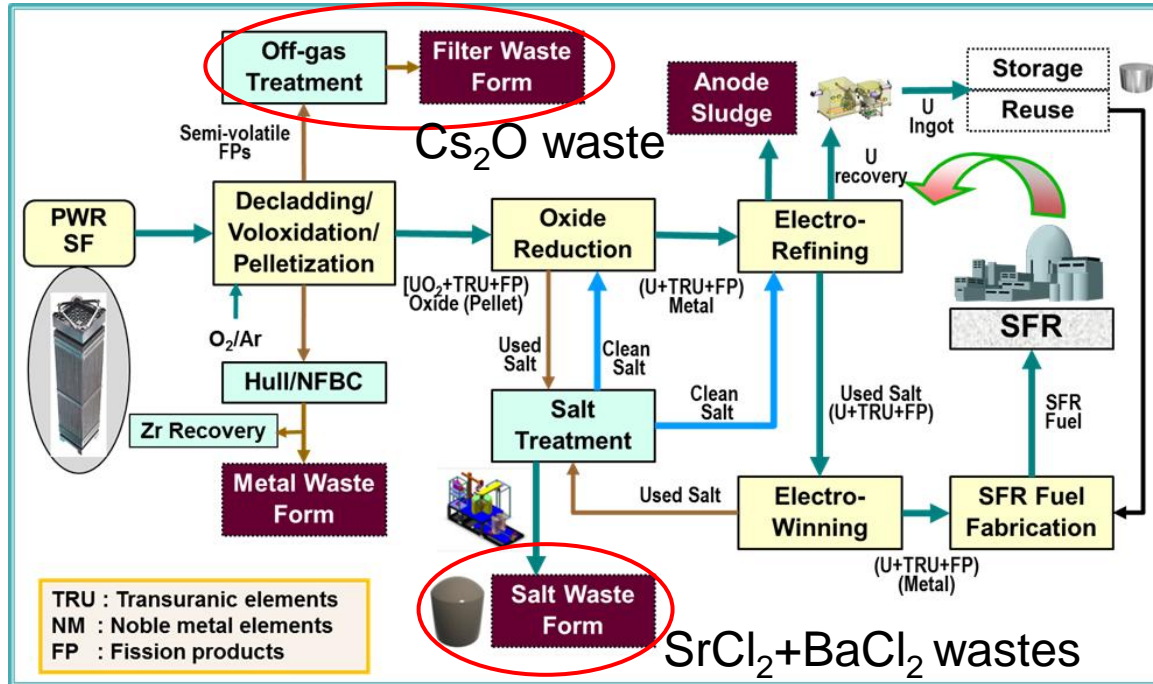 Off-gas
Treatment
Filter Waste
Form
Anode
Sludge
Storage
Reuse
U
Ingot
Semi-volatile
FPs
Cs₂O waste
U
recovery
PWR
SF
Decladding/
Voloxidation/
Pelletization
Oxide
Reduction
Electro-
Refining
[UO₂+TRU+FP)
Oxide (Pellet)
(U+TRU+FP)
Metal
O₂/Ar
Used
Salt
Clean
Salt
SFR
Hull/NFBC
Clean
Salt
Used Salt
(U+TRU+FP)
SFR
Fuel
Zr Recovery
Salt
Treatment
Metal Waste
Form
Used Salt
Electro-
Winning
SFR Fuel
Fabrication
(U+TRU+FP)
(Metal)
Salt Waste
Form
SrCl₂+BaCl₂ wastes
TRU : Transuranic elements
NM : Noble metal elements
FP : Fission products